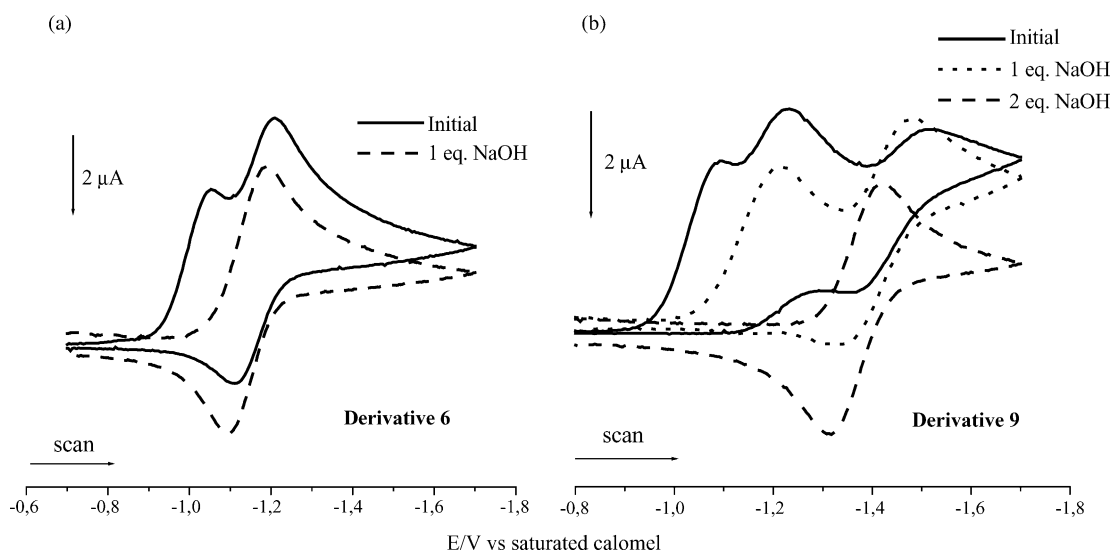 (a)
Initial
1 eq. NaOH
2 µA
Derivative 6
scan
-0,6
-1,0
-1,2
-1,4
-1,6
-1,8
(b)
Initial
1 eq. NaOH
2 eq. NaOH
2 µA
Derivative 9
scan
-0,8
-1,0
-1,2
-1,4
-1,6
-1,8
E/V vs saturated calomel